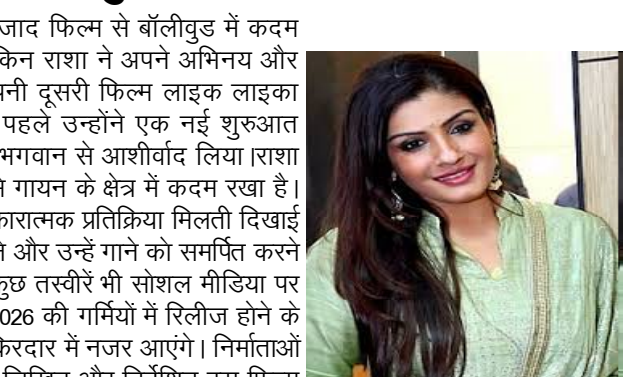 जाद फिल्म से बॉलीवुड में कदम
किन राशा ने अपने अभिनय और
दूसरी फिल्म लाइक लाइका
पहले उन्होंने एक नई शुरुआत
भगवान से आशीर्वाद लिया।राशा
गायन के क्षेत्र में कदम रखा है।
कारात्मक प्रतिक्रिया मिलती दिखाई
और उन्हें गाने को समर्पित करने
कुछ तस्वीरें भी सोशल मीडिया पर
026 की गर्मियों में रिलीज होने के
किरदार में नजर आएंगे। निर्माताओं